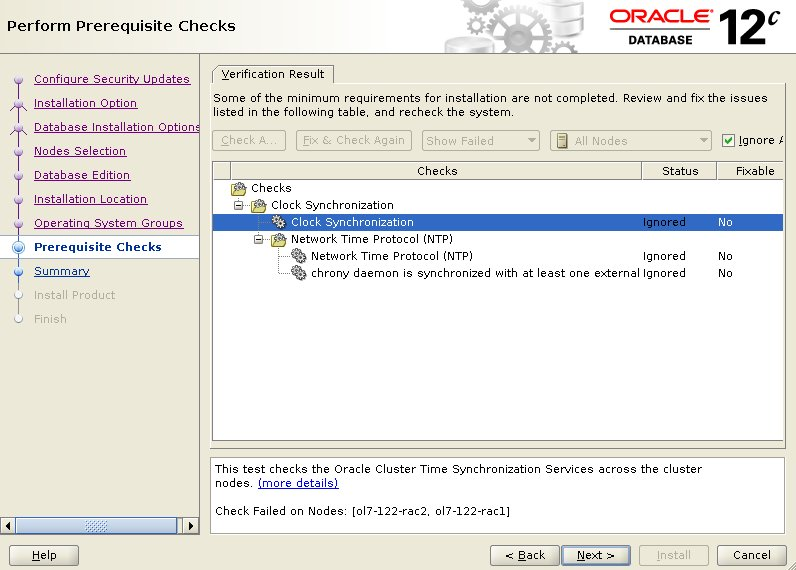 Perform Prerequisite Checks
ORACLE
DATABASE
12c
Configure Security Updates
Installation Option
Database Installation Options
Nodes Selection
Database Edition
Installation Location
Operating System Groups
Prerequisite Checks
Summary
Install Product
Finish
Verification Result
Some of the minimum requirements for installation are not completed. Review and fix the issues
listed in the following table, and recheck the system.
Check A... Fix & Check Again Show Failed All Nodes Ignore A
Checks Status Fixable
Checks
Clock Synchronization
Clock Synchronization Ignored No
Network Time Protocol (NTP)
Network Time Protocol (NTP) Ignored No
chrony daemon is synchronized with at least one external Ignored No
This test checks the Oracle Cluster Time Synchronization Services across the cluster
nodes. (more details)
Check Failed on Nodes: [ol7-122-rac2, ol7-122-rac1]
Help < Back Next > Install Cancel